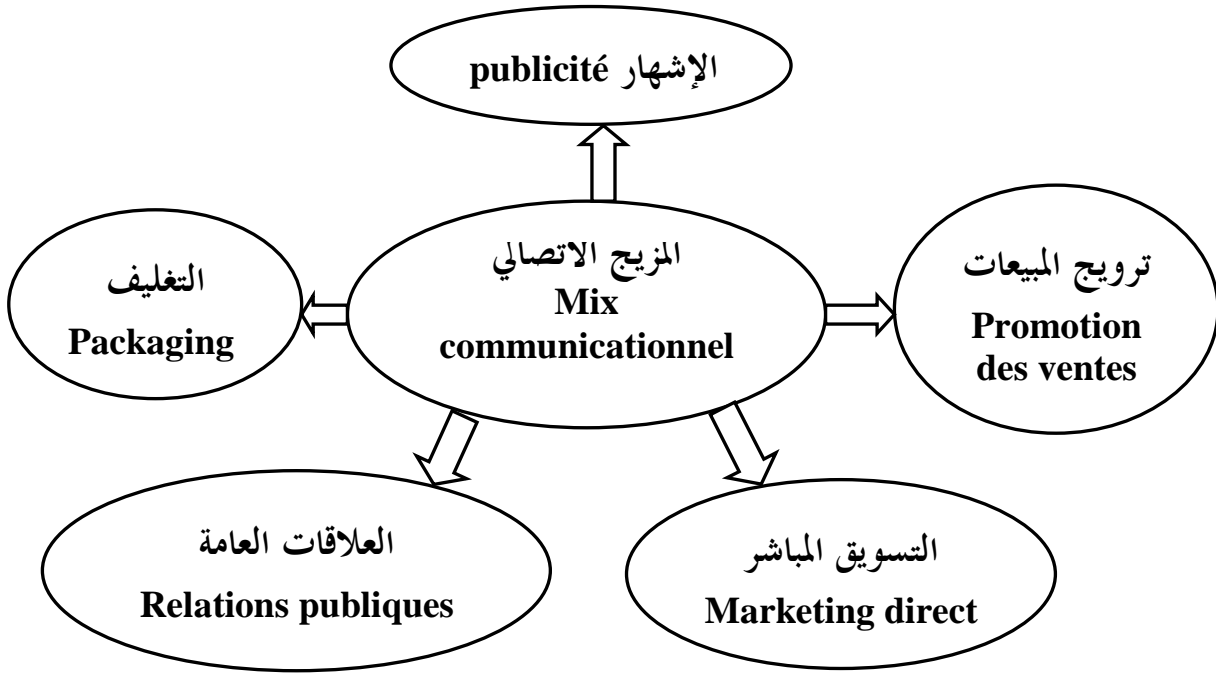 الإشهار publicité
المزيج الاتصالي
Mix
communicationnel
ترويج المبيعات
Promotion
des ventes
التغليف
Packaging
العلاقات العامة
Relations publiques
التسويق المباشر
Marketing direct